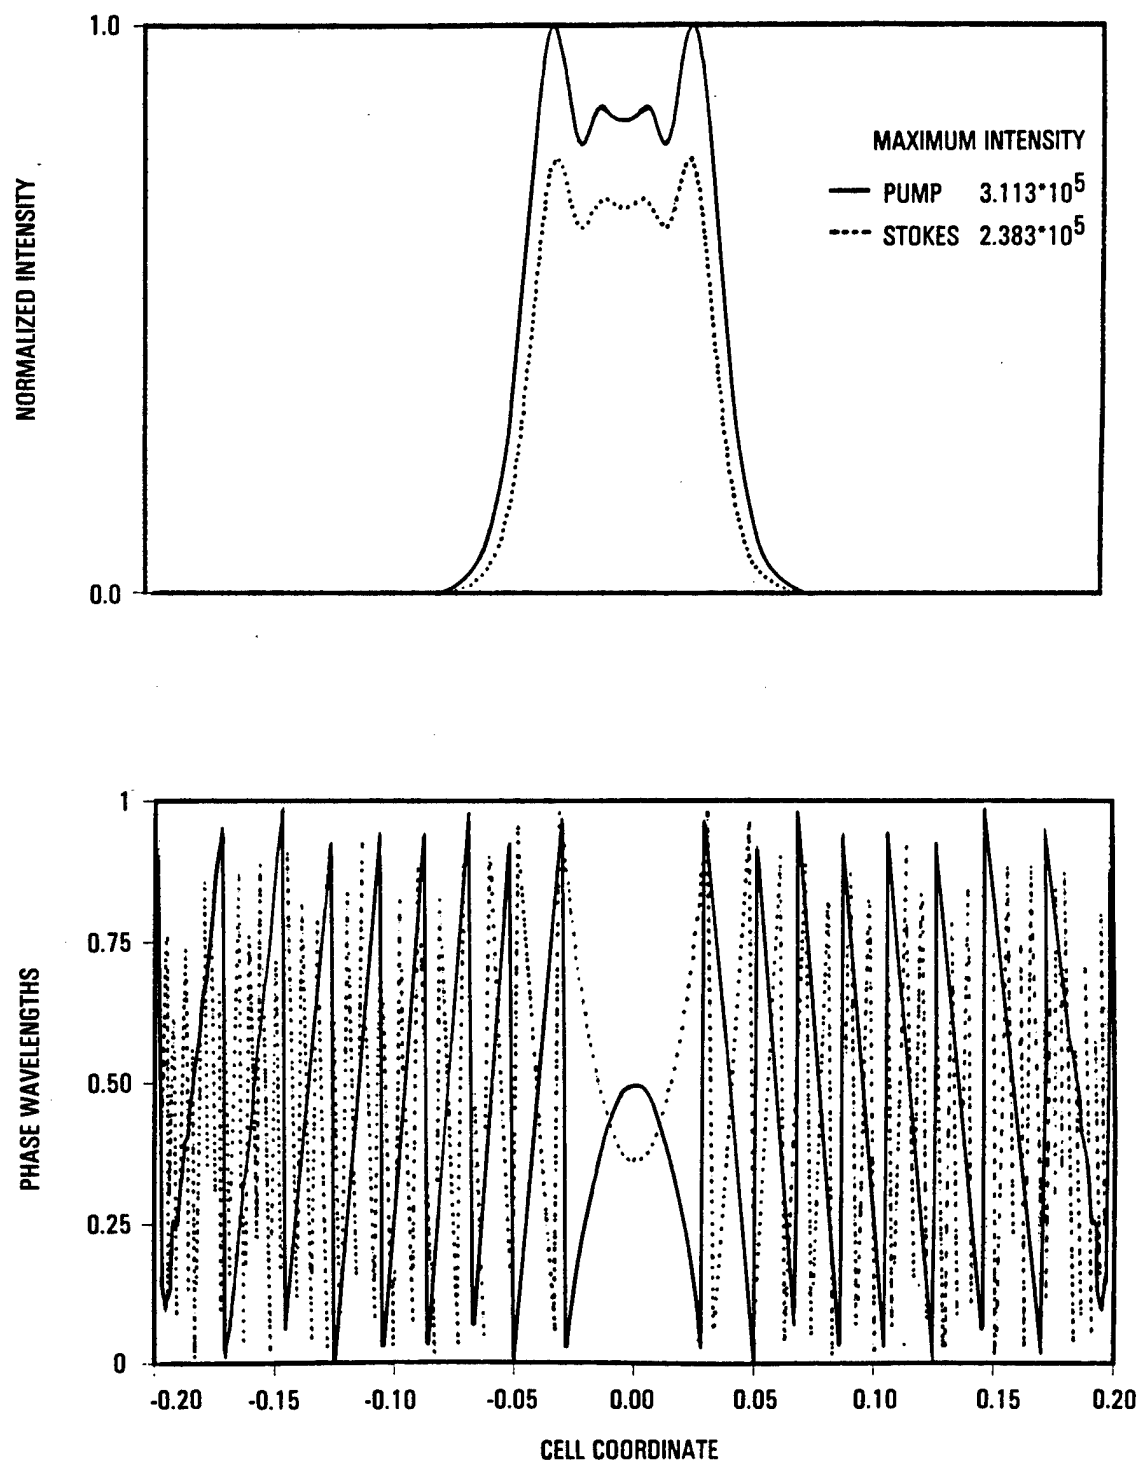 NORMALIZED INTENSITY
1.0
0.0
MAXIMUM INTENSITY
PUMP 3.113*10^5
STOKES 2.383*10^5
PHASE WAVELENGTHS
1
0.75
0.50
0.25
0
-0.20 -0.15 -0.10 -0.05 0.00 0.05 0.10 0.15 0.20
CELL COORDINATE